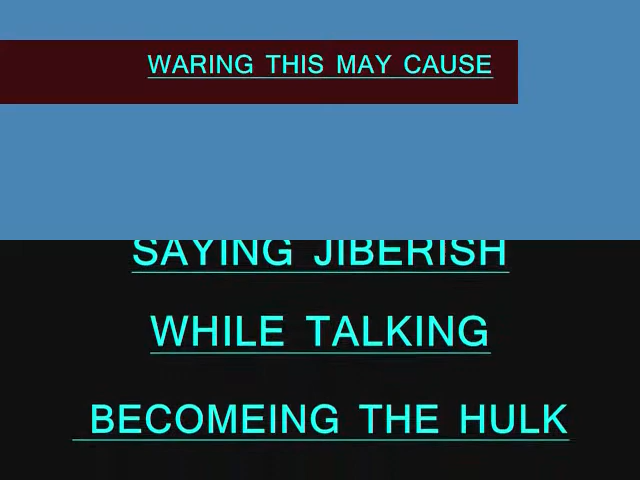 WARING THIS MAY CAUSE
SAYING JIBERISH
WHILE TALKING
BECOMEING THE HULK